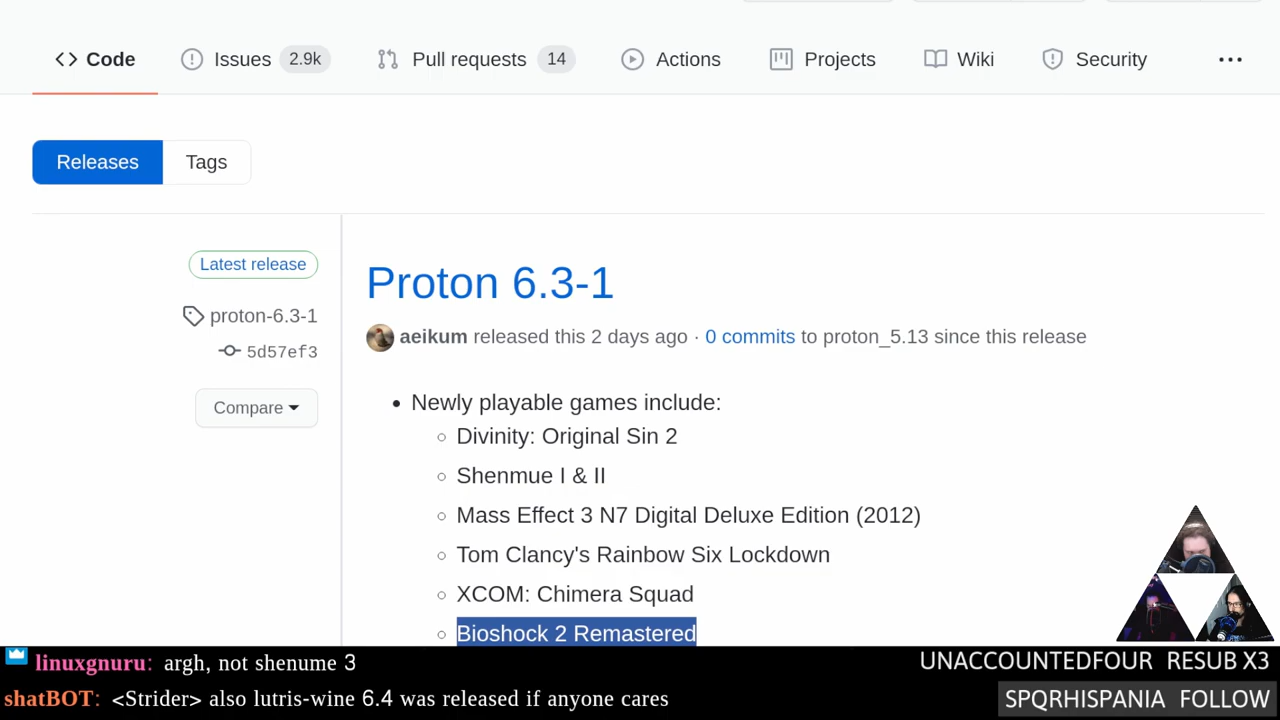 Code
Issues 2.9k
Pull requests 14
Actions
Projects
Wiki
Security
Releases
Tags
Latest release
proton-6.3-1
5d57ef3
Compare
Proton 6.3-1
aeikum released this 2 days ago · 0 commits to proton_5.13 since this release
Newly playable games include:
Divinity: Original Sin 2
Shenmue I & II
Mass Effect 3 N7 Digital Deluxe Edition (2012)
Tom Clancy's Rainbow Six Lockdown
XCOM: Chimera Squad
Bioshock 2 Remastered
linuxgnuru: argh, not shenume 3
shatBOT: <Strider> also lutris-wine 6.4 was released if anyone cares
UNACCOUNTEDFOUR RESUB X3
SPQRHISPANIA FOLLOW